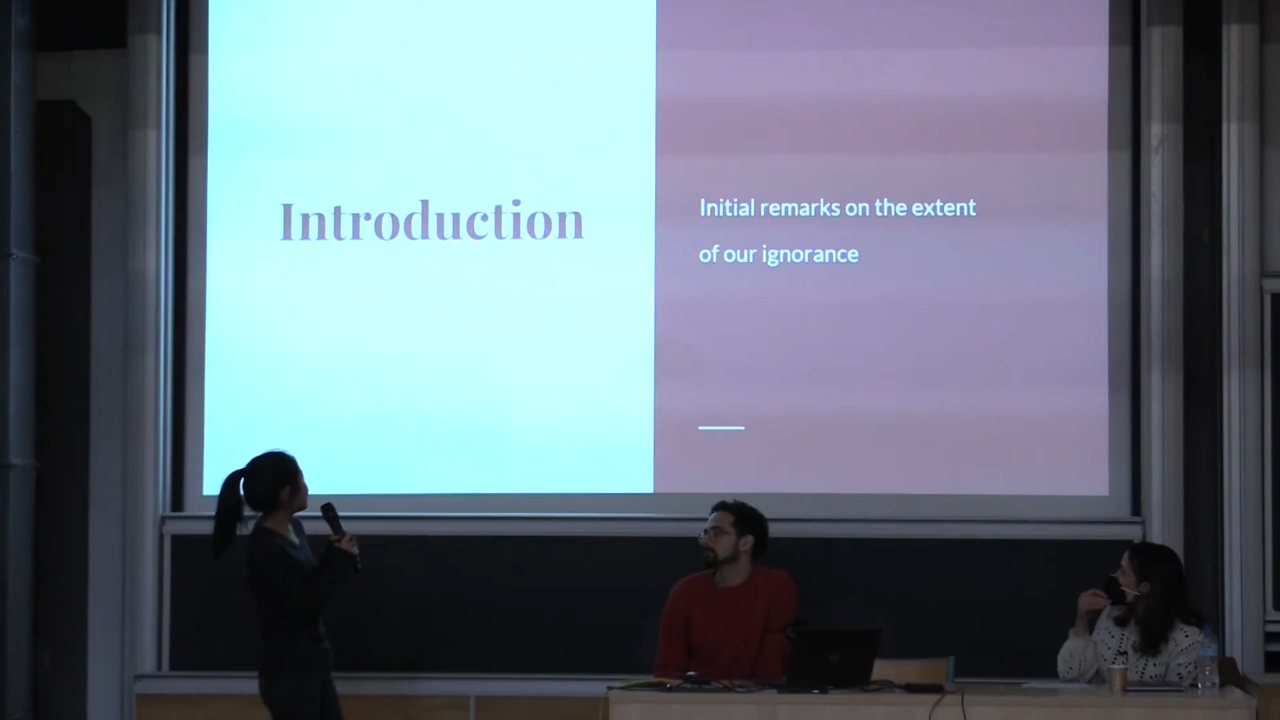 Introduction
Initial remarks on the extent
of our ignorance